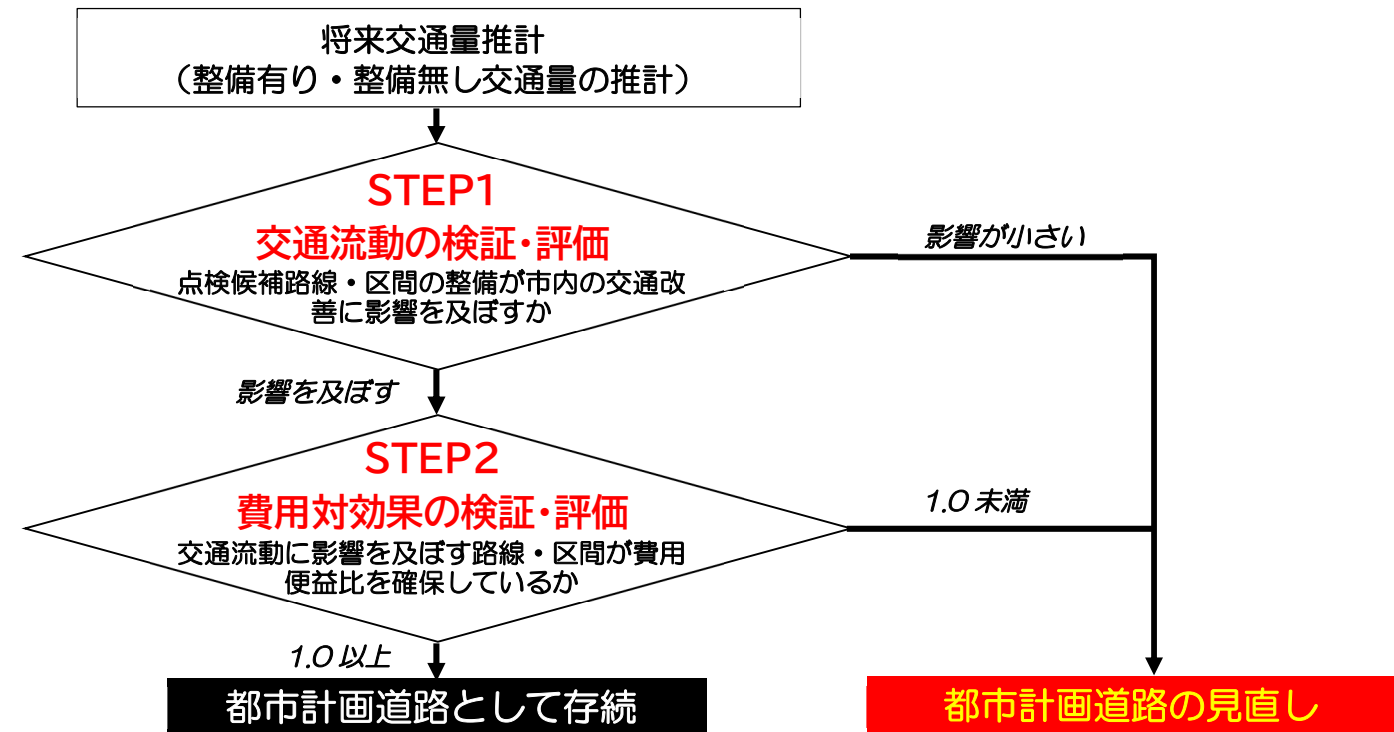 将来交通量推計
（整備有り・整備無し交通量の推計）
STEP1
交通流動の検証・評価
点検候補路線・区間の整備が市内の交通改
善に影響を及ぼすか
影響が小さい
影響を及ぼす
STEP2
費用対効果の検証・評価
交通流動に影響を及ぼす路線・区間が費用
便益比を確保しているか
1.0未満
1.0以上
都市計画道路として存続
都市計画道路の見直し